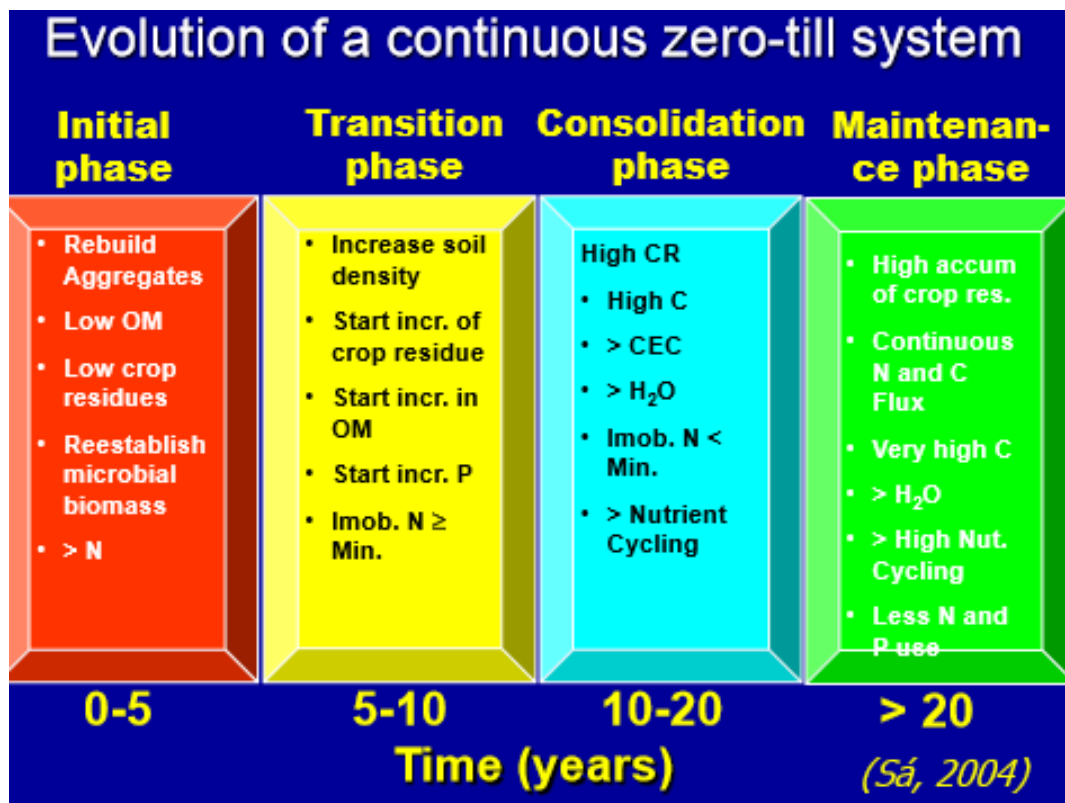 Evolution of a continuous zero-till system
Initial
phase
• Rebuild
Aggregates
• Low OM
• Low crop
residues
• Reestablish
microbial
biomass
• > N
0-5
Transition
phase
• Increase soil
density
• Start incr. of
crop residue
• Start incr. in
OM
• Start incr. P
• Imob. N ≥
Min.
5-10
Consolidation
phase
High CR
• High C
• > CEC
• > H₂O
• Imob. N <
Min.
• > Nutrient
Cycling
10-20
Maintenan-
ce phase
• High accum
of crop res.
• Continuous
N and C
Flux
• Very high C
• > H₂O
• > High Nut.
Cycling
• Less N and
P use
> 20
Time (years)
(Sá, 2004)